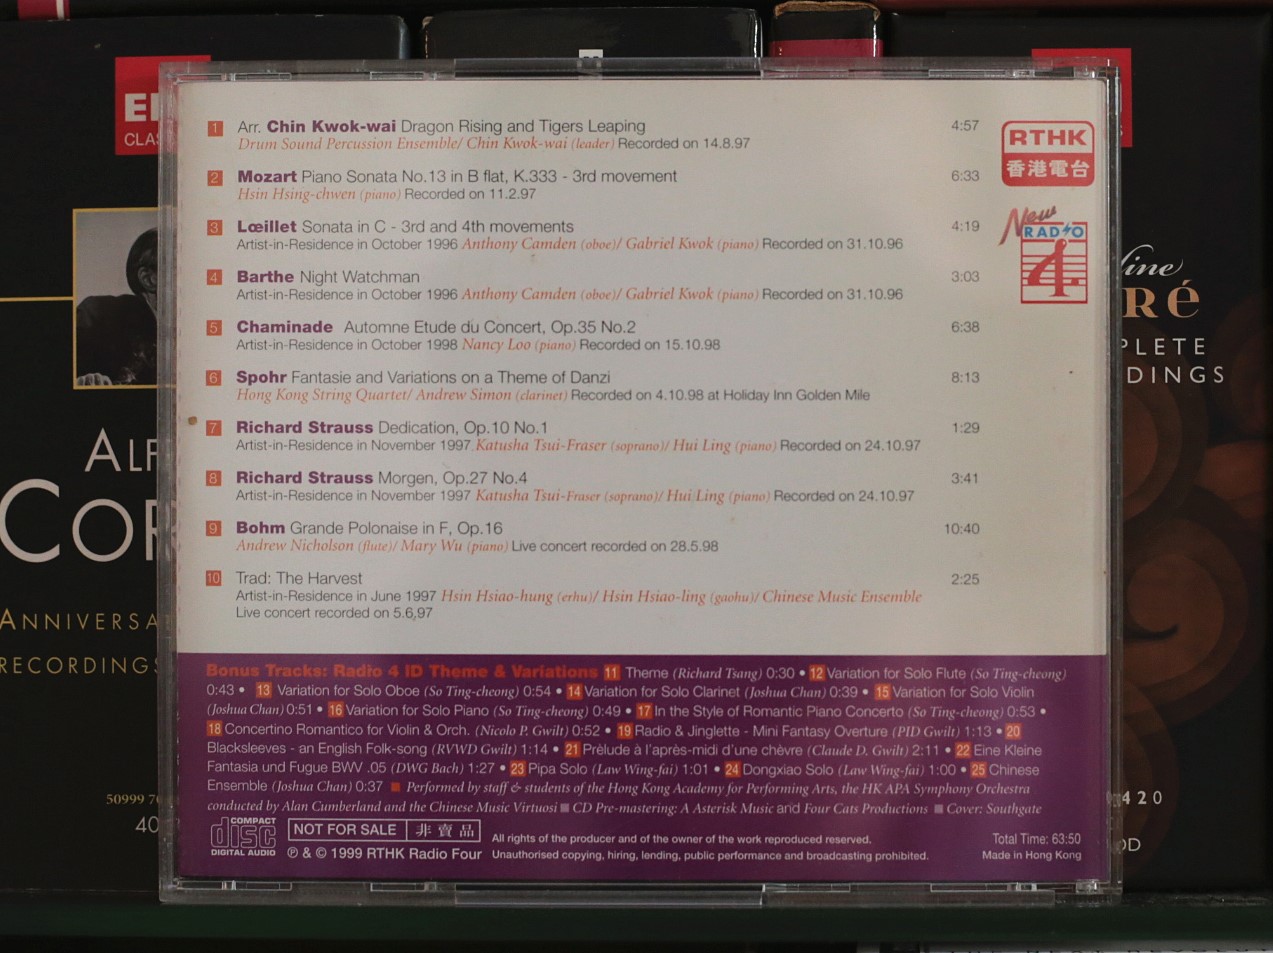 1 Arr. Chin Kwok-wai Dragon Rising and Tigers Leaping 4:57
Drum Sound Percussion Ensemble/ Chin Kwok-wai (leader) Recorded on 14.8.97
2 Mozart Piano Sonata No.13 in B flat, K.333 - 3rd movement 6:33
Hsin Hsing-chwen (piano) Recorded on 11.2.97
3 Lœillet Sonata in C - 3rd and 4th movements 4:19
Artist-in-Residence in October 1996 Anthony Camden (oboe)/ Gabriel Kwok (piano) Recorded on 31.10.96
4 Barthe Night Watchman 3:03
Artist-in-Residence in October 1996 Anthony Camden (oboe)/ Gabriel Kwok (piano) Recorded on 31.10.96
5 Chaminade Automne Etude du Concert, Op.35 No.2 6:38
Artist-in-Residence in October 1998 Nancy Loo (piano) Recorded on 15.10.98
6 Spohr Fantasie and Variations on a Theme of Danzi 8:13
Hong Kong String Quartet/ Andrew Simon (clarinet) Recorded on 4.10.98 at Holiday Inn Golden Mile
7 Richard Strauss Dedication, Op.10 No.1 1:29
Artist-in-Residence in November 1997 Katusha Tsui-Fraser (soprano)/ Hui Ling (piano) Recorded on 24.10.97
8 Richard Strauss Morgen, Op.27 No.4 3:41
Artist-in-Residence in November 1997 Katusha Tsui-Fraser (soprano)/ Hui Ling (piano) Recorded on 24.10.97
9 Bohm Grande Polonaise in F, Op.16 10:40
Andrew Nicholson (flute)/ Mary Wu (piano) Live concert recorded on 28.5.98
10 Trad: The Harvest 2:25
Artist-in-Residence in June 1997 Hsin Hsiao-hung (erhu)/ Hsin Hsiao-ling (gaohu)/ Chinese Music Ensemble
Live concert recorded on 5.6,97
RTHK
香港電台
New
RADIO
4
Bonus Tracks: Radio 4 ID Theme & Variations 11 Theme (Richard Tsang) 0:30 • 12 Variation for Solo Flute (So Ting-cheong)
0:43 • 13 Variation for Solo Oboe (So Ting-cheong) 0:54 • 14 Variation for Solo Clarinet (Joshua Chan) 0:39 • 15 Variation for Solo Violin
(Joshua Chan) 0:51 • 16 Variation for Solo Piano (So Ting-cheong) 0:49 • 17 In the Style of Romantic Piano Concerto (So Ting-cheong) 0:53 •
18 Concertino Romantico for Violin & Orch. (Nicolo P. Gwilt) 0:52 • 19 Radio & Jinglette - Mini Fantasy Overture (PID Gwilt) 1:13 • 20
Blacksleeves - an English Folk-song (RVWD Gwilt) 1:14 • 21 Prèlude à l'après-midi d'une chèvre (Claude D. Gwilt) 2:11 • 22 Eine Kleine
Fantasia und Fugue BWV .05 (DWG Bach) 1:27 • 23 Pipa Solo (Law Wing-fai) 1:01 • 24 Dongxiao Solo (Law Wing-fai) 1:00 • 25 Chinese
Ensemble (Joshua Chan) 0:37 ■ Performed by staff & students of the Hong Kong Academy for Performing Arts, the HK APA Symphony Orchestra
conducted by Alan Cumberland and the Chinese Music Virtuosi ■ CD Pre-mastering: A Asterisk Music and Four Cats Productions ■ Cover: Southgate
COMPACT
disc
DIGITAL AUDIO
NOT FOR SALE 非賣品
℗ & © 1999 RTHK Radio Four
All rights of the producer and of the owner of the work reproduced reserved.
Unauthorised copying, hiring, lending, public performance and broadcasting prohibited.
Total Time: 63:50
Made in Hong Kong
ANNIVERSA
RECORDINGS